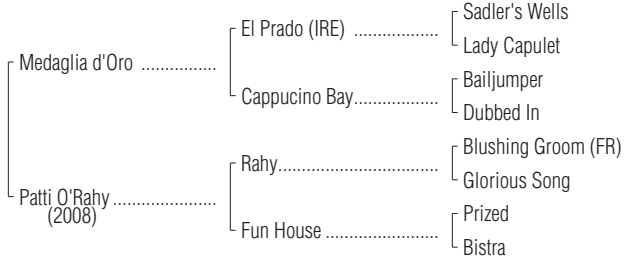 Sadler's Wells
El Prado (IRE) ..................
Lady Capulet
Medaglia d'Oro ................
Bailjumper
Cappucino Bay..................
Dubbed In
Blushing Groom (FR)
Rahy..................................
Glorious Song
Patti O'Rahy ......................
(2008)
Prized
Fun House ........................
Bistra